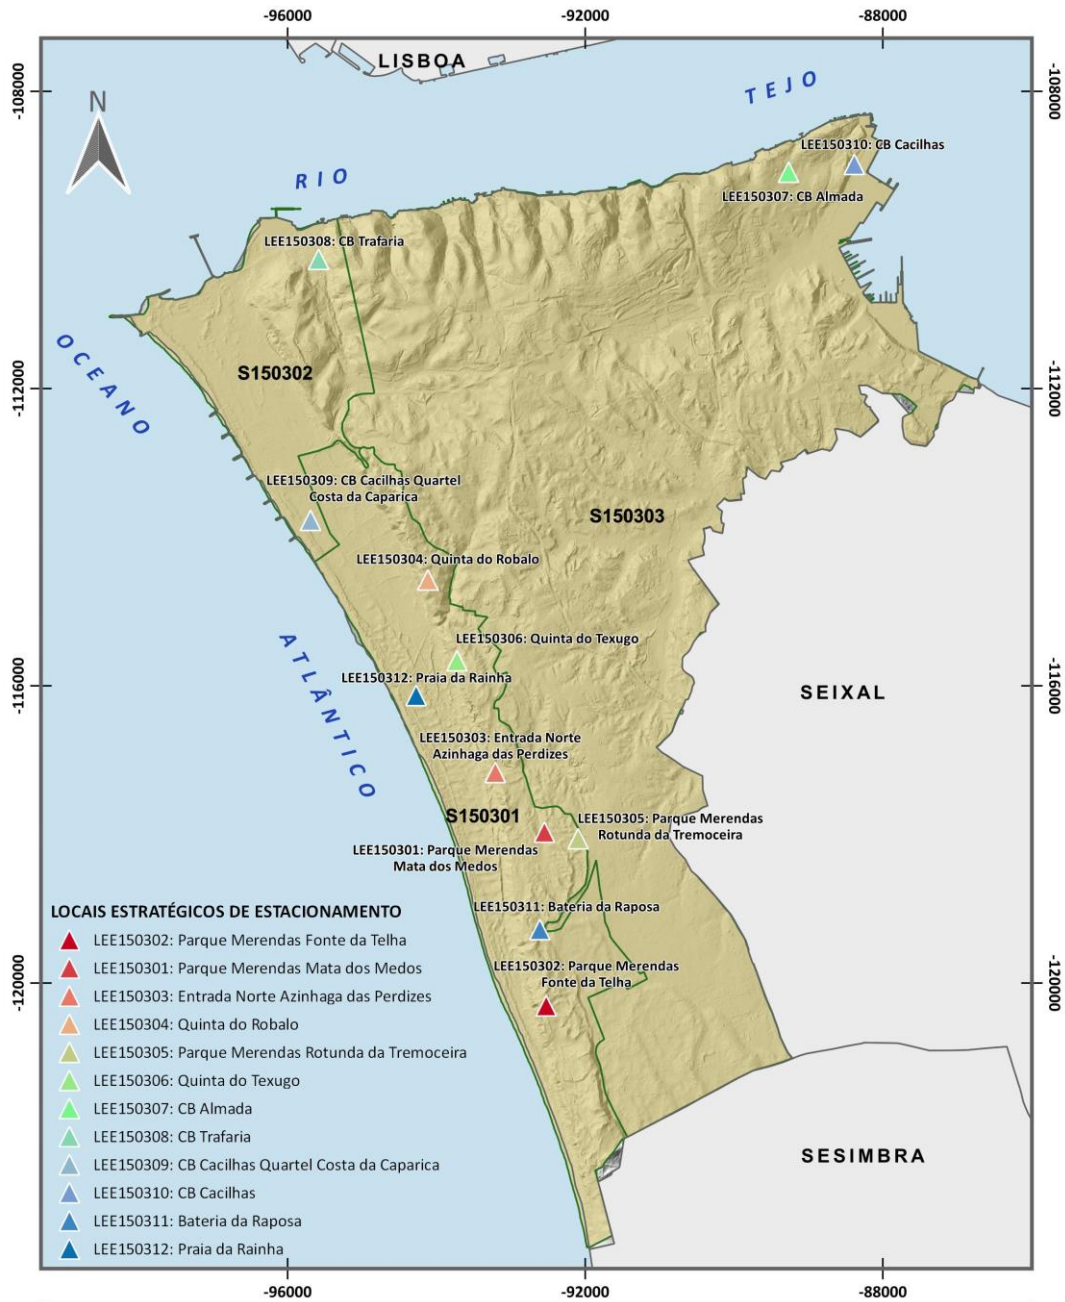 -96000
-92000
-88000
-108000
-108000
LISBOA
TEJO
N
RIO
LEE150310: CB Cacilhas
LEE150307: CB Almada
LEE150308: CB Trafaria
OCEANO
S150302
-112000
-112000
LEE150309: CB Cacilhas Quartel
Costa da Caparica
S150303
LEE150304: Quinta do Robalo
LEE150306: Quinta do Texugo
ATLÂNTICO
LEE150312: Praia da Rainha
-116000
-116000
SEIXAL
LEE150303: Entrada Norte
Azinhaga das Perdizes
S150301
LEE150305: Parque Merendas
Rotunda da Tremoceira
LEE150301: Parque Merendas
Mata dos Medos
LEE150311: Bateria da Raposa
LEE150302: Parque Merendas
Fonte da Telha
-120000
-120000
SESIMBRA
LOCAIS ESTRATÉGICOS DE ESTACIONAMENTO
LEE150302: Parque Merendas Fonte da Telha
LEE150301: Parque Merendas Mata dos Medos
LEE150303: Entrada Norte Azinhaga das Perdizes
LEE150304: Quinta do Robalo
LEE150305: Parque Merendas Rotunda da Tremoceira
LEE150306: Quinta do Texugo
LEE150307: CB Almada
LEE150308: CB Trafaria
LEE150309: CB Cacilhas Quartel Costa da Caparica
LEE150310: CB Cacilhas
LEE150311: Bateria da Raposa
LEE150312: Praia da Rainha
-96000
-92000
-88000